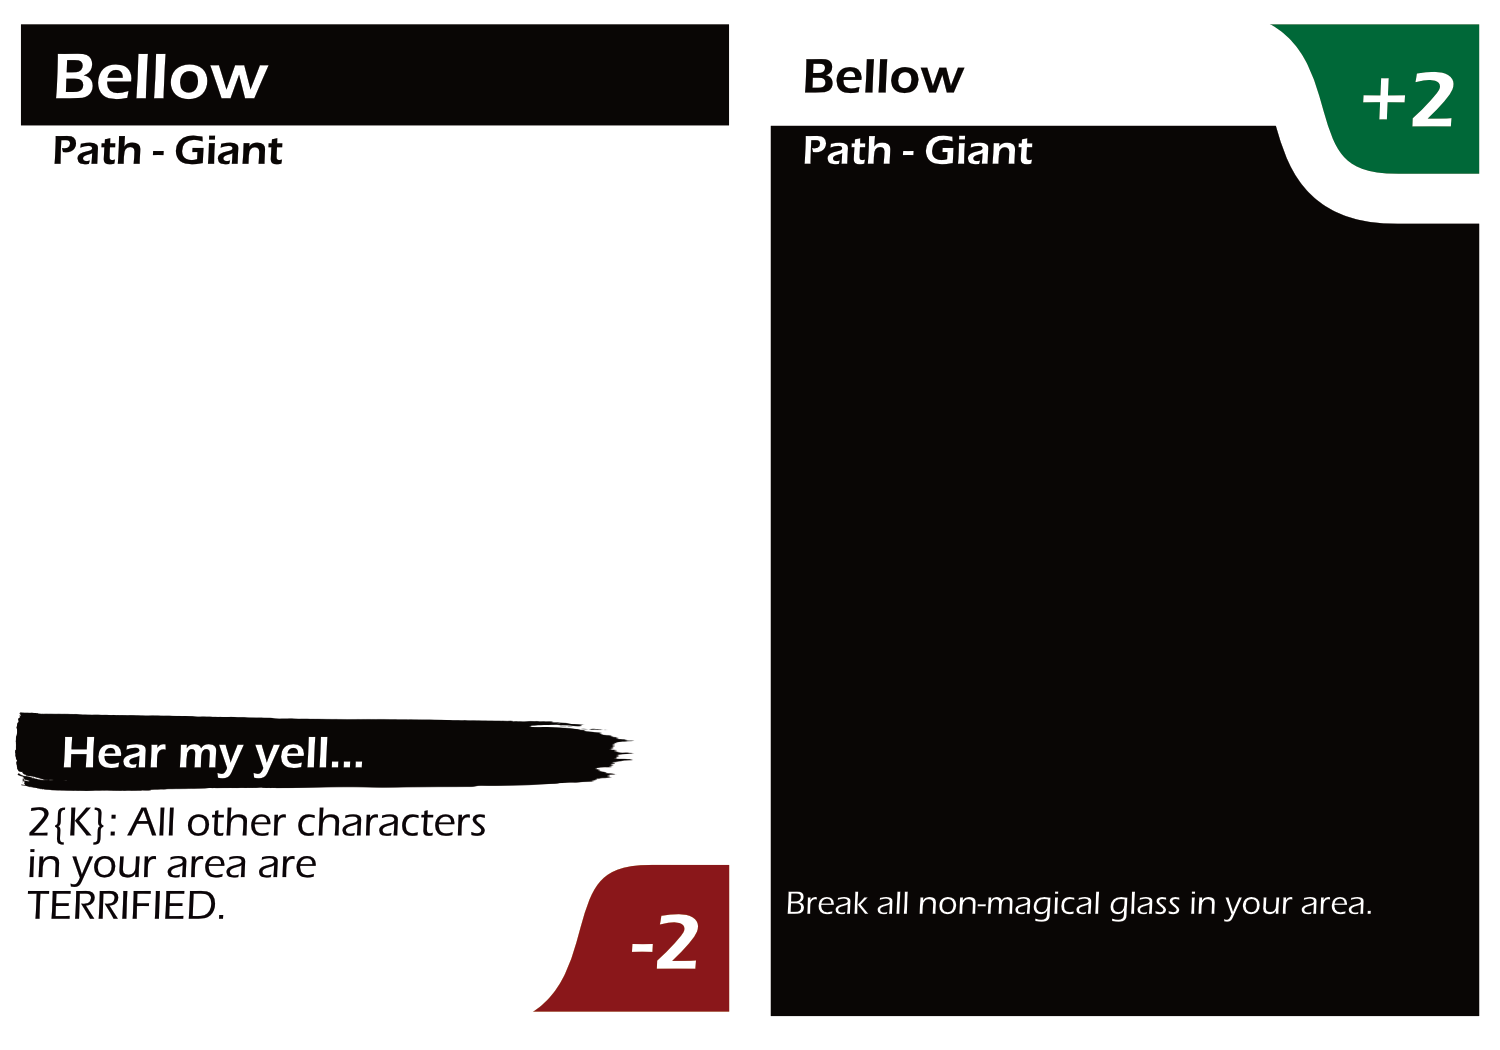 Bellow
Path - Giant
Hear my yell...
2{K}: All other characters
in your area are
TERRIFIED.
-2
Bellow
+2
Path - Giant
Break all non-magical glass in your area.